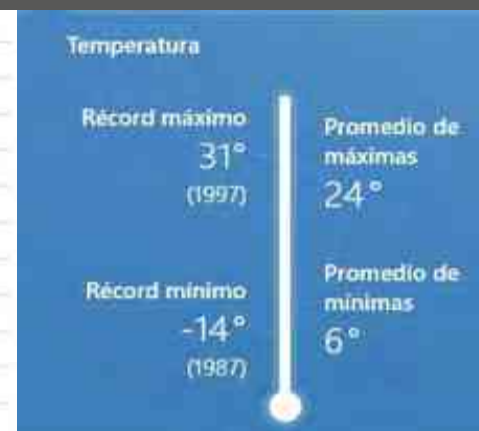 Temperatura
Récord máximo
31°
(1997)
Promedio de
máximas
24°
Récord mínimo
-14°
(1987)
Promedio de
mínimas
6°